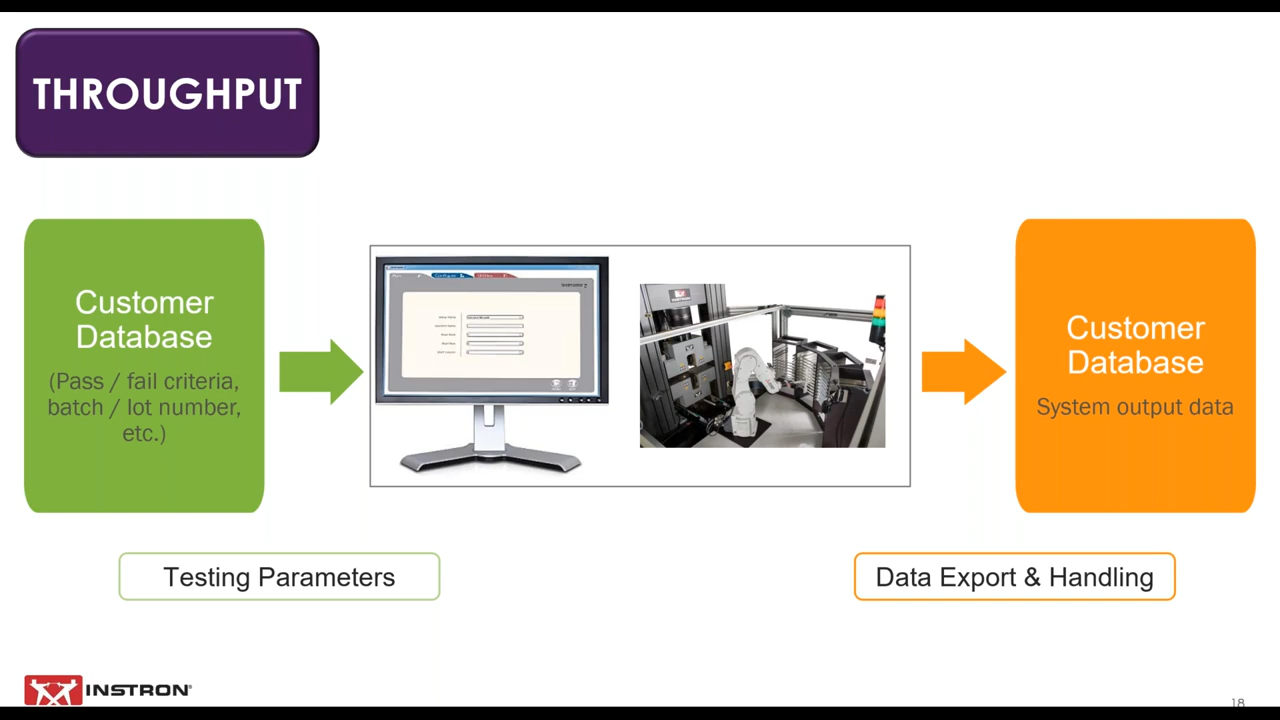 THROUGHPUT
Customer
Database
(Pass / fail criteria,
batch / lot number,
etc.)
INSTRON
Customer
Database
System output data
Testing Parameters
Data Export & Handling
INSTRON®
18